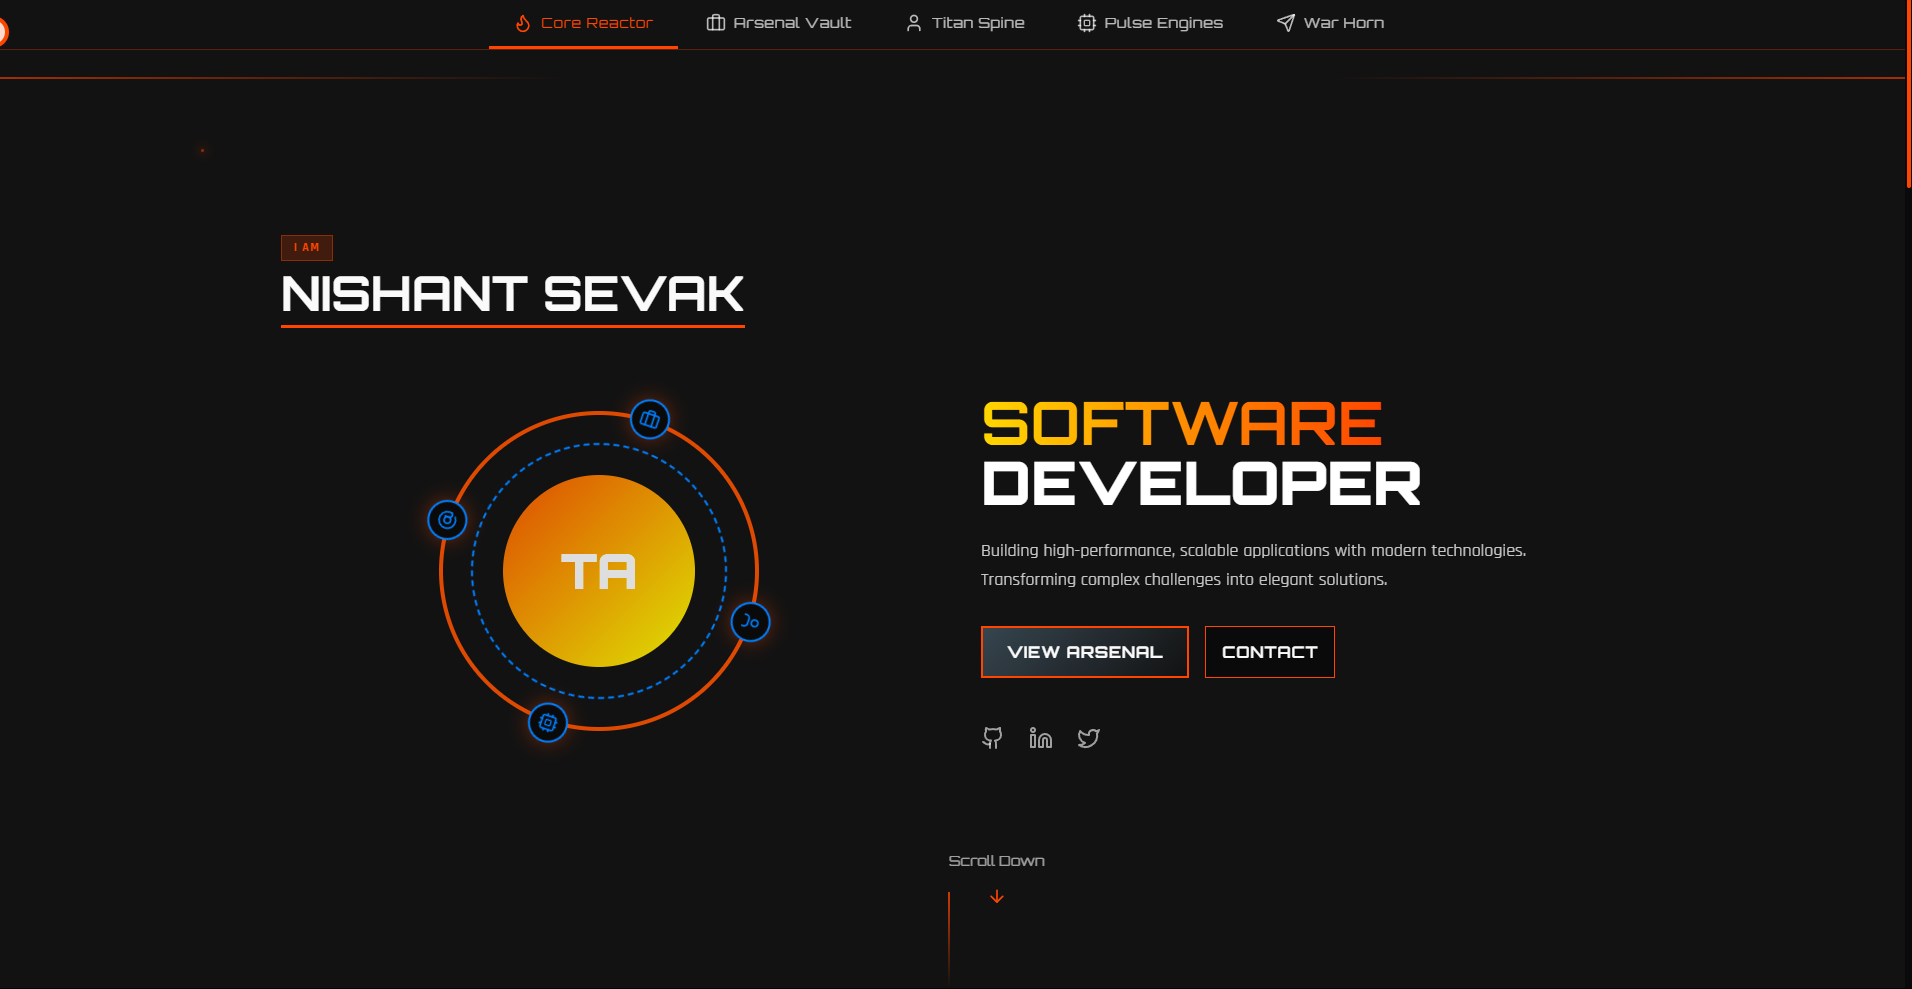 Core Reactor
Arsenal Vault
Titan Spine
Pulse Engines
War Horn
I AM
NISHANT SEVAK
TA
SOFTWARE
DEVELOPER
Building high-performance, scalable applications with modern technologies.
Transforming complex challenges into elegant solutions.
VIEW ARSENAL
CONTACT
Scroll Down